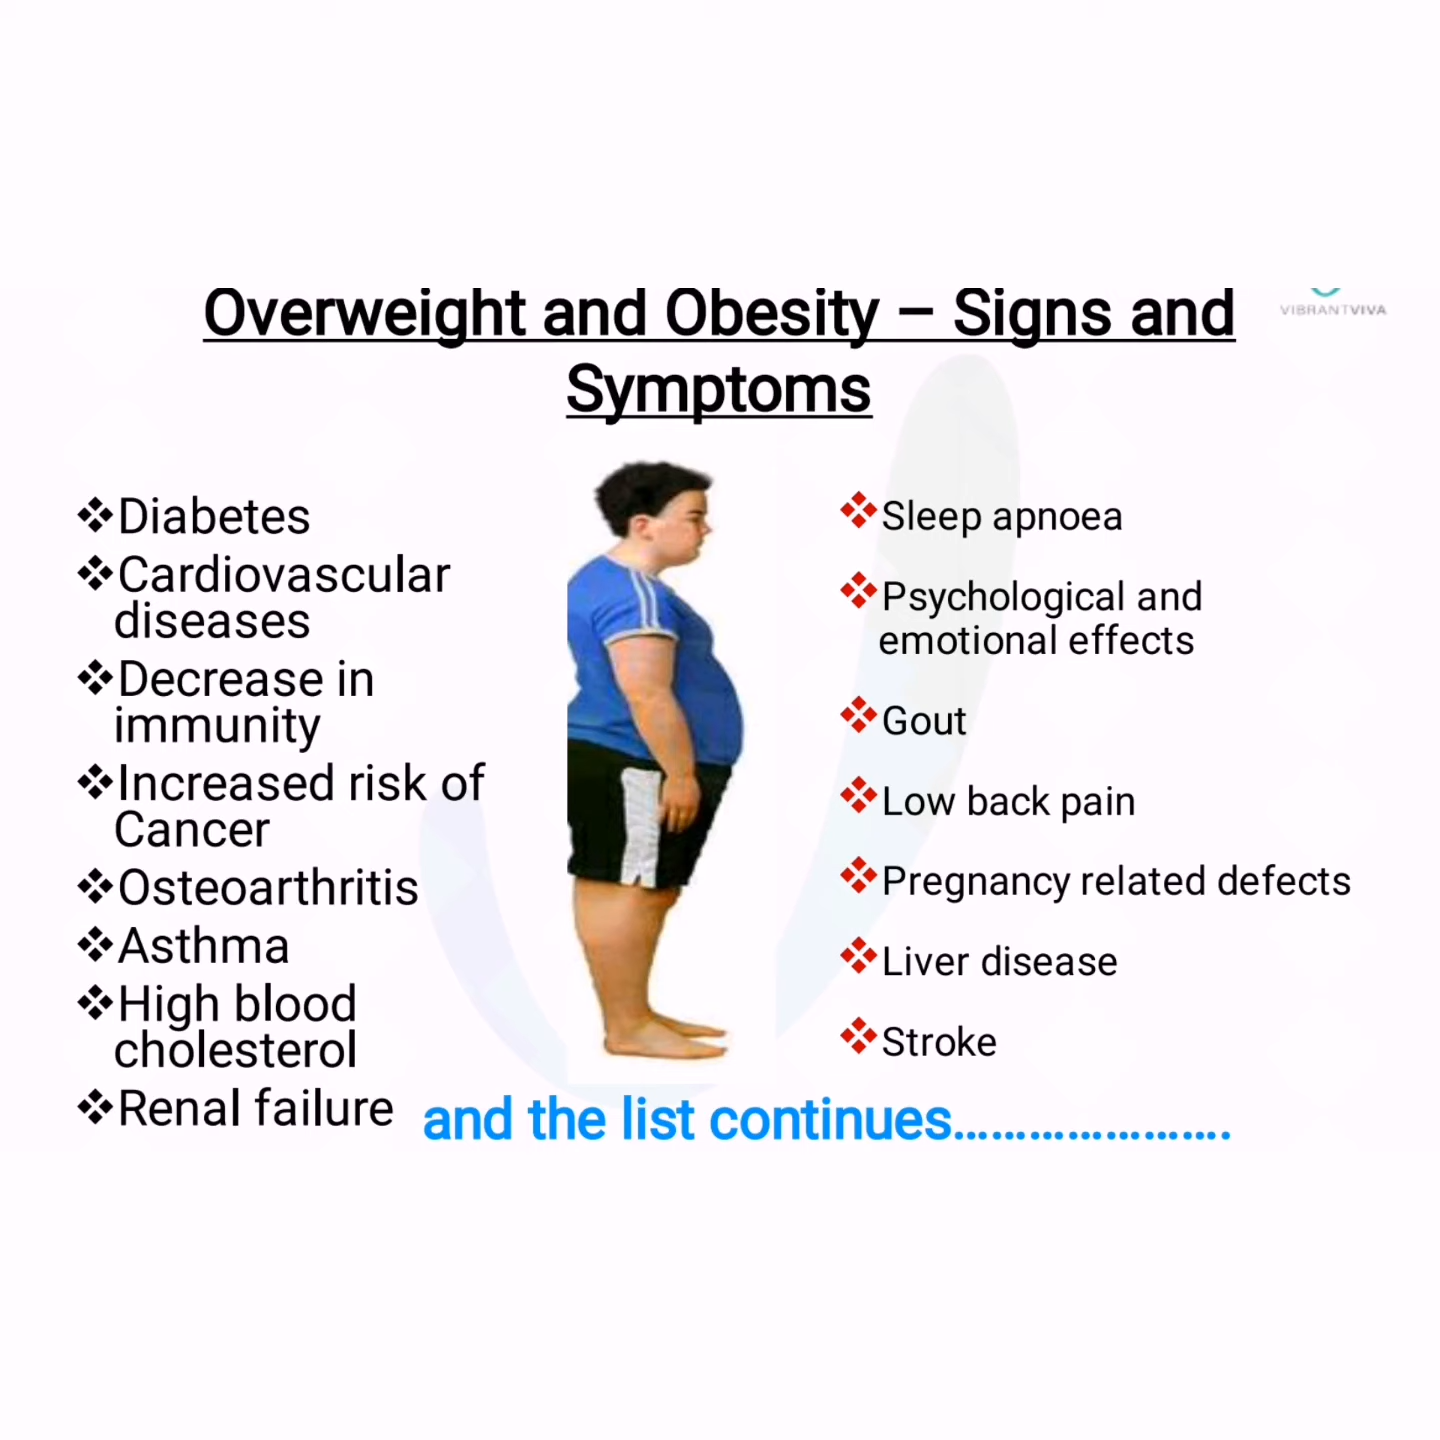 Overweight and Obesity – Signs and
Symptoms
VIBRANTVIVA
❖Diabetes
❖Cardiovascular
diseases
❖Decrease in
immunity
❖Increased risk of
Cancer
❖Osteoarthritis
❖Asthma
❖High blood
cholesterol
❖Renal failure
❖Sleep apnoea
❖Psychological and
emotional effects
❖Gout
❖Low back pain
❖Pregnancy related defects
❖Liver disease
❖Stroke
and the list continues………………….